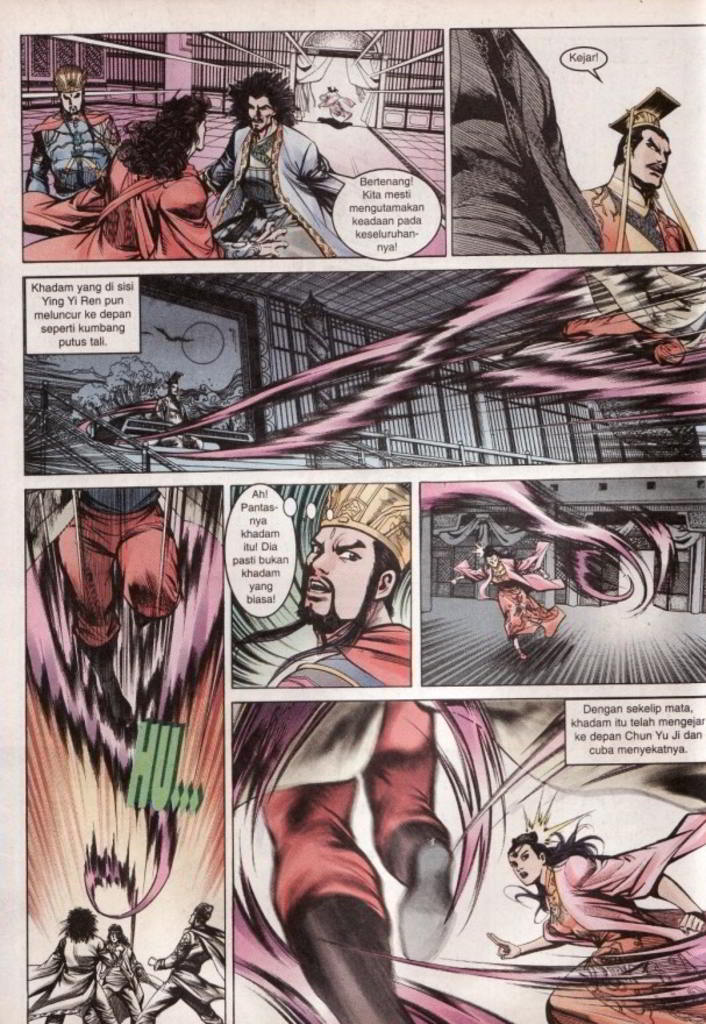 Bertenang!
Kita mesti
mengutamakan
keadaan pada
keseluruhan-
nya!
Kejar!
Khadam yang di sisi
Ying Yi Ren pun
meluncur ke depan
seperti kumbang
putus tali.
Ah!
Pantas-
nya
khadam
itu! Dia
pasti bukan
khadam
yang
biasa!
HU...
Dengan sekelip mata,
khadam itu telah mengejar
ke depan Chun Yu Ji dan
cuba menyekatnya.